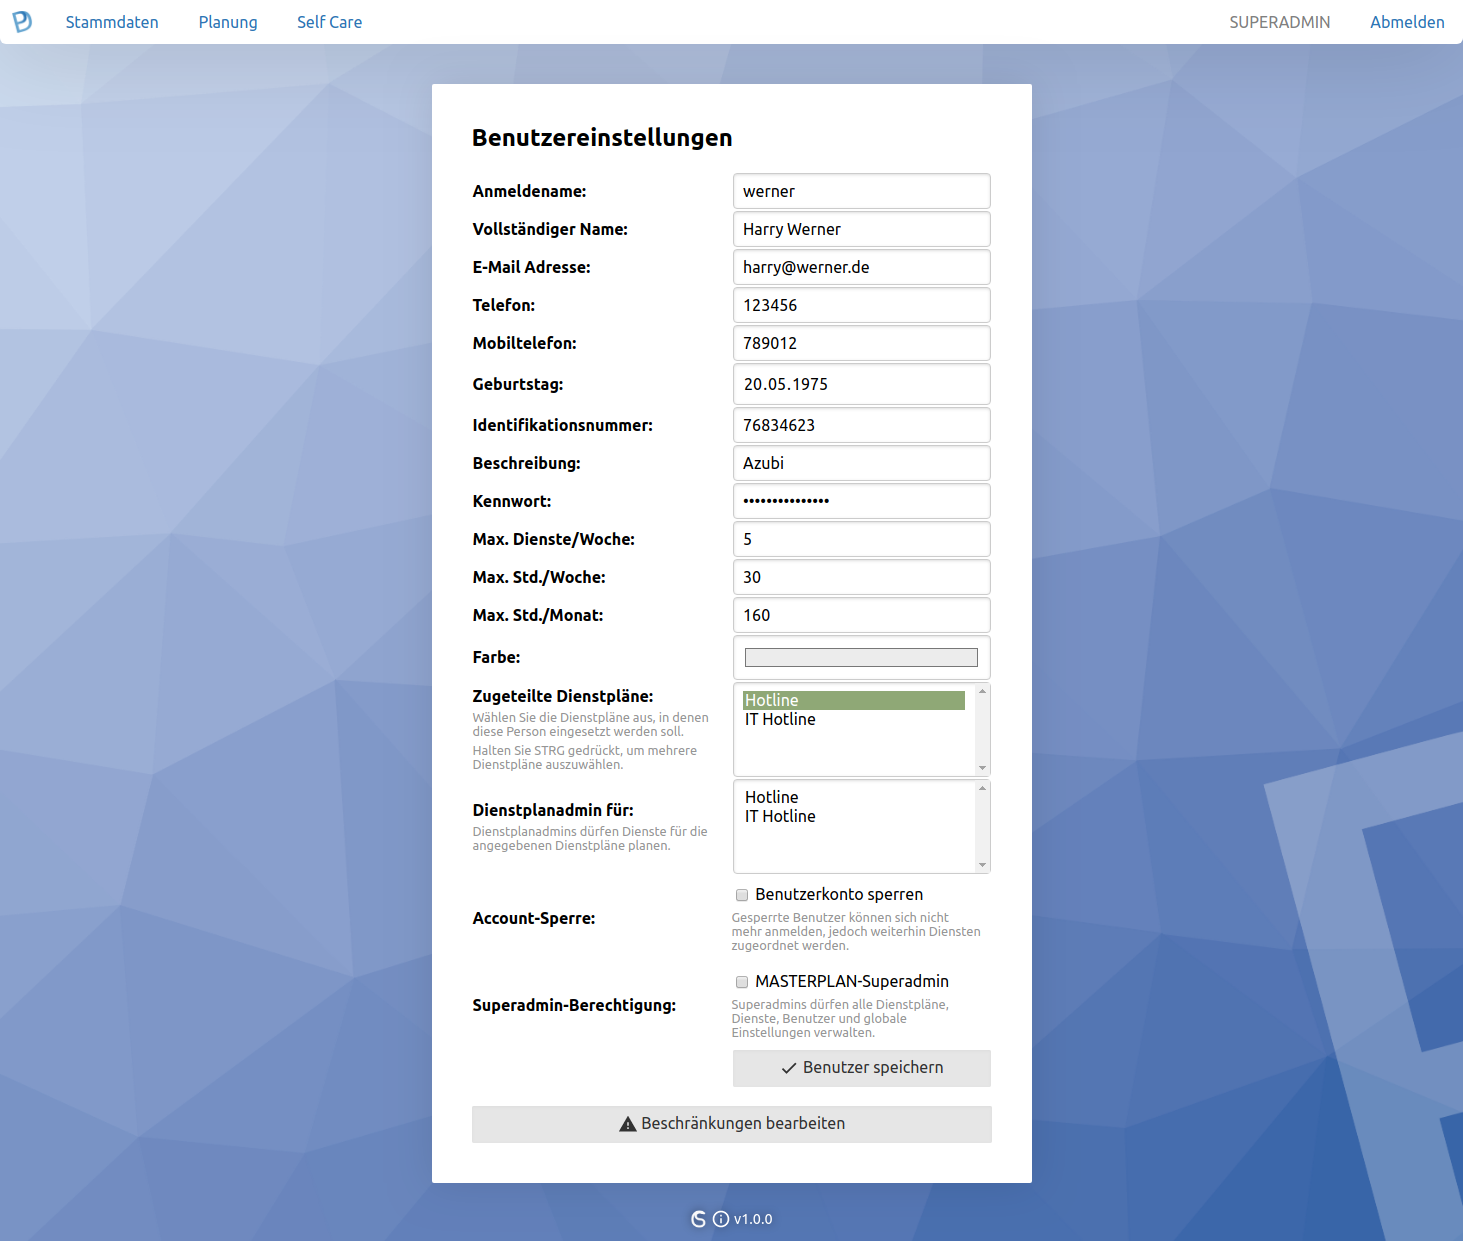 Stammdaten Planung Self Care SUPERADMIN Abmelden
Benutzereinstellungen
Anmeldename: werner
Vollständiger Name: Harry Werner
E-Mail Adresse: harry@werner.de
Telefon: 123456
Mobiltelefon: 789012
Geburtstag: 20.05.1975
Identifikationsnummer: 76834623
Beschreibung: Azubi
Kennwort: •••••••••••••••
Max. Dienste/Woche: 5
Max. Std./Woche: 30
Max. Std./Monat: 160
Farbe:
Zugeteilte Dienstpläne:
Wählen Sie die Dienstpläne aus, in denen
diese Person eingesetzt werden soll.
Halten Sie STRG gedrückt, um mehrere
Dienstpläne auszuwählen.
Hotline
IT Hotline
Dienstplanadmin für:
Dienstplanadmins dürfen Dienste für die
angegebenen Dienstpläne planen.
Hotline
IT Hotline
Account-Sperre:
Benutzerkonto sperren
Gesperrte Benutzer können sich nicht
mehr anmelden, jedoch weiterhin Diensten
zugeordnet werden.
Superadmin-Berechtigung:
MASTERPLAN-Superadmin
Superadmins dürfen alle Dienstpläne,
Dienste, Benutzer und globale
Einstellungen verwalten.
Benutzer speichern
Beschränkungen bearbeiten
v1.0.0